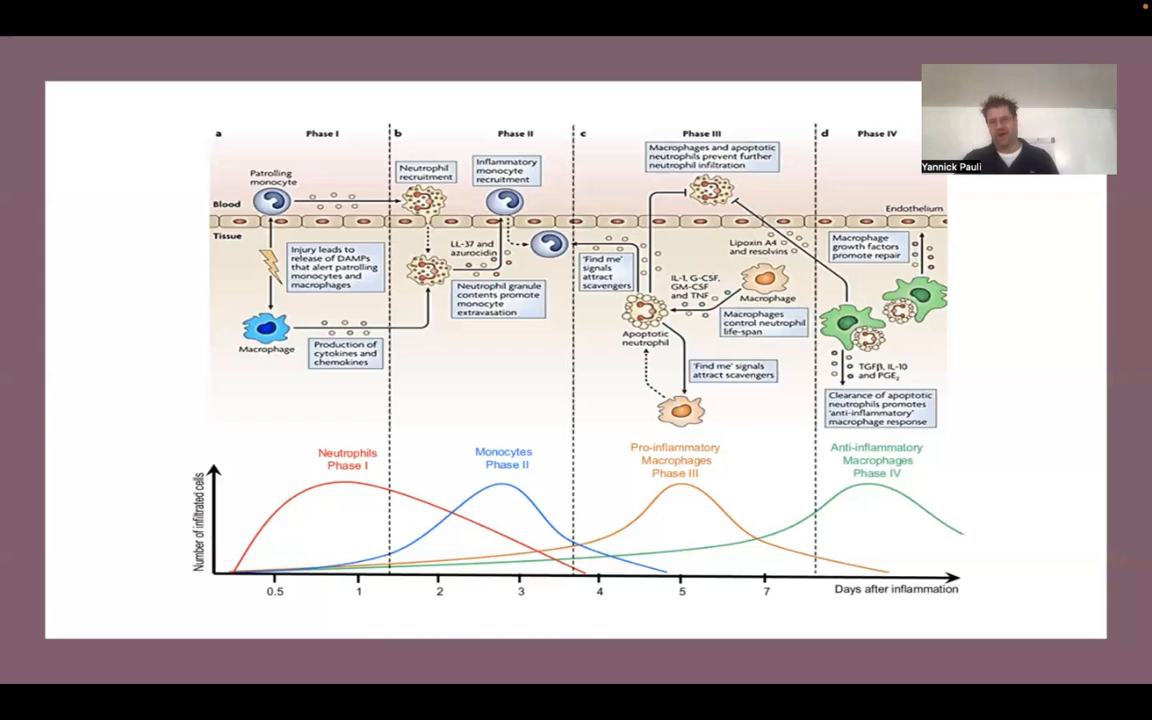 a
Phase I
b
Phase II
c
Phase III
d
Phase IV
Yannick Pauli
Patrolling
monocyte
Blood
Tissue
Injury leads to
release of DAMPs
that alert patrolling
monocytes and
macrophages
Macrophage
Production of
cytokines and
chemokines
Neutrophil
recruitment
Inflammatory
monocyte
recruitment
LL-37 and
azurocidin
Neutrophil granule
contents promote
monocyte
extravasation
Macrophages and apoptotic
neutrophils prevent further
neutrophil infiltration
'Find me'
signals
attract
scavengers
IL-1, G-CSF,
GM-CSF
and TNF
Lipoxin A4
and resolvins
Macrophage
Macrophages
control neutrophil
life-span
Apoptotic
neutrophil
'Find me' signals
attract scavengers
Endothelium
Macrophage
growth factors
promote repair
TGFβ, IL-10
and PGE₂
Clearance of apoptotic
neutrophils promotes
'anti-inflammatory'
macrophage response
Neutrophils
Phase I
Monocytes
Phase II
Pro-inflammatory
Macrophages
Phase III
Anti-inflammatory
Macrophages
Phase IV
Number of infiltrated cells
0.5
1
2
3
4
5
7
Days after inflammation